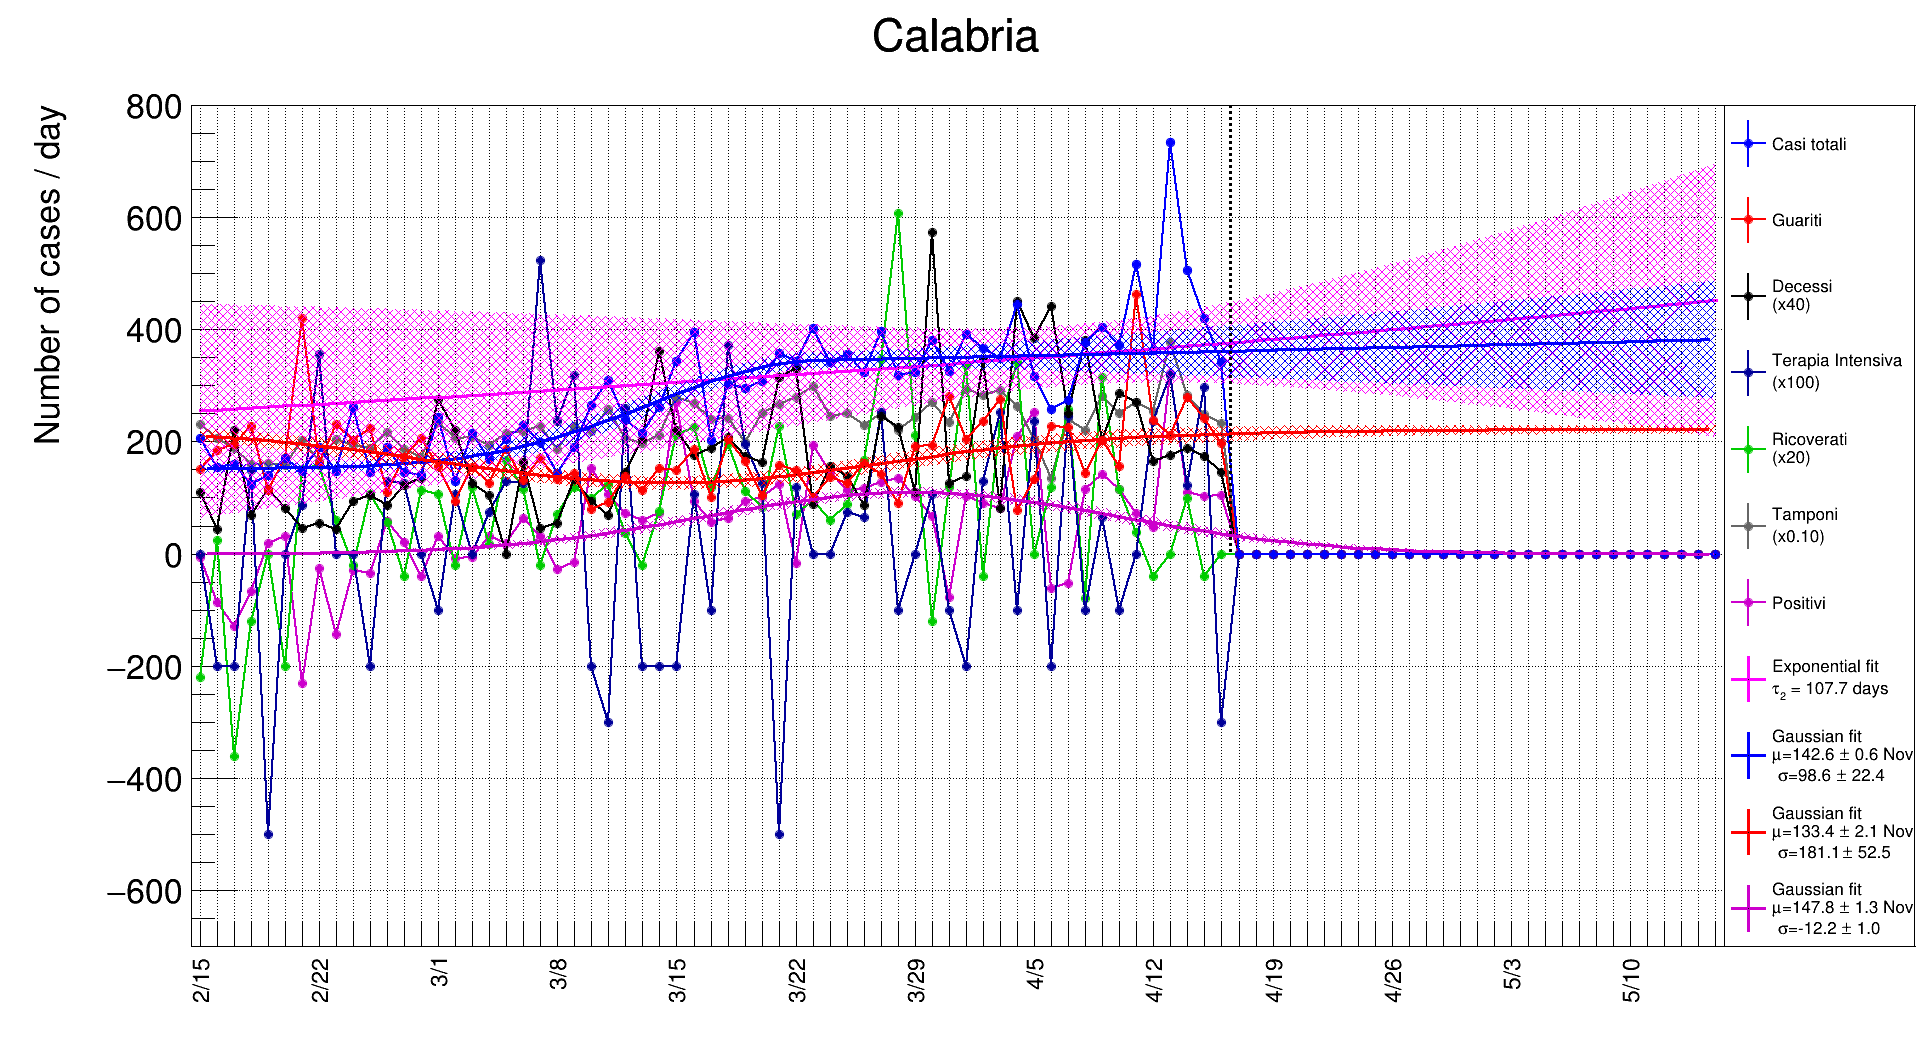 Calabria
Number of cases / day
800
600
400
200
0
−200
−400
−600
2/15
2/22
3/1
3/8
3/15
3/22
3/29
4/5
4/12
4/19
4/26
5/3
5/10
Casi totali
Guariti
Decessi
(x40)
Terapia Intensiva
(x100)
Ricoverati
(x20)
Tamponi
(x0.10)
Positivi
Exponential fit
τ2 = 107.7 days
Gaussian fit
μ=142.6 ± 0.6 Nov
σ=98.6 ± 22.4
Gaussian fit
μ=133.4 ± 2.1 Nov
σ=181.1 ± 52.5
Gaussian fit
μ=147.8 ± 1.3 Nov
σ=-12.2 ± 1.0